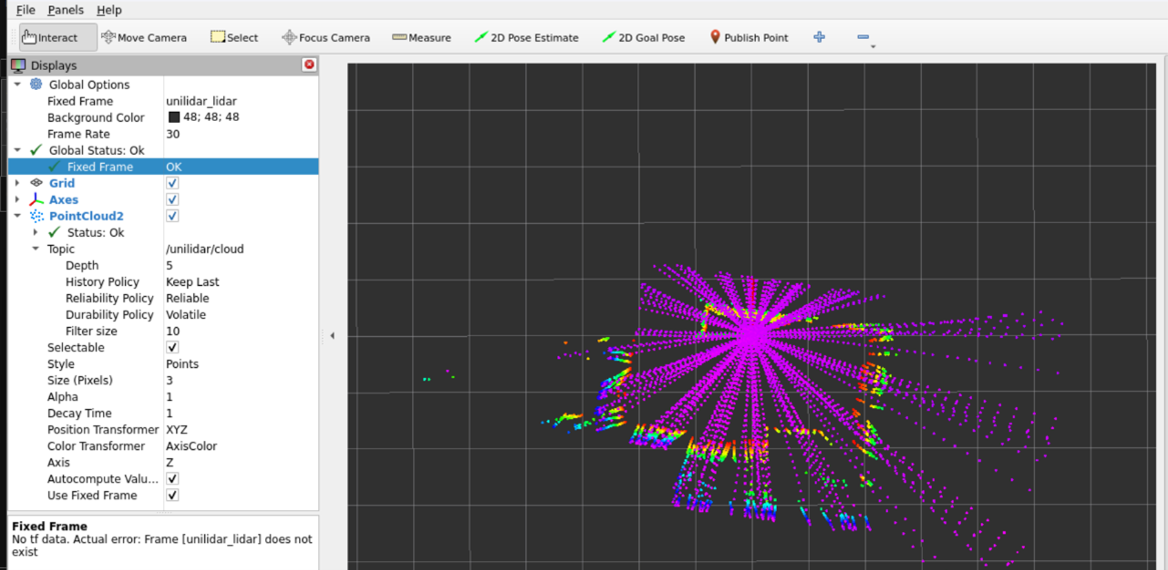 File Panels Help
Interact Move Camera Select Focus Camera Measure 2D Pose Estimate 2D Goal Pose Publish Point
Displays
Global Options
Fixed Frame unilidar_lidar
Background Color 48; 48; 48
Frame Rate 30
Global Status: Ok
Fixed Frame OK
Grid
Axes
PointCloud2
Status: Ok
Topic /unilidar/cloud
Depth 5
History Policy Keep Last
Reliability Policy Reliable
Durability Policy Volatile
Filter size 10
Selectable
Style Points
Size (Pixels) 3
Alpha 1
Decay Time 1
Position Transformer XYZ
Color Transformer AxisColor
Axis Z
Autocompute Valu...
Use Fixed Frame
Fixed Frame
No tf data. Actual error: Frame [unilidar_lidar] does not
exist